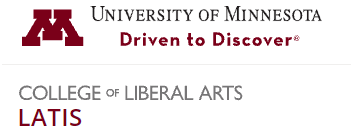 M UNIVERSITY OF MINNESOTA
Driven to Discover®
COLLEGE OF LIBERAL ARTS
LATIS